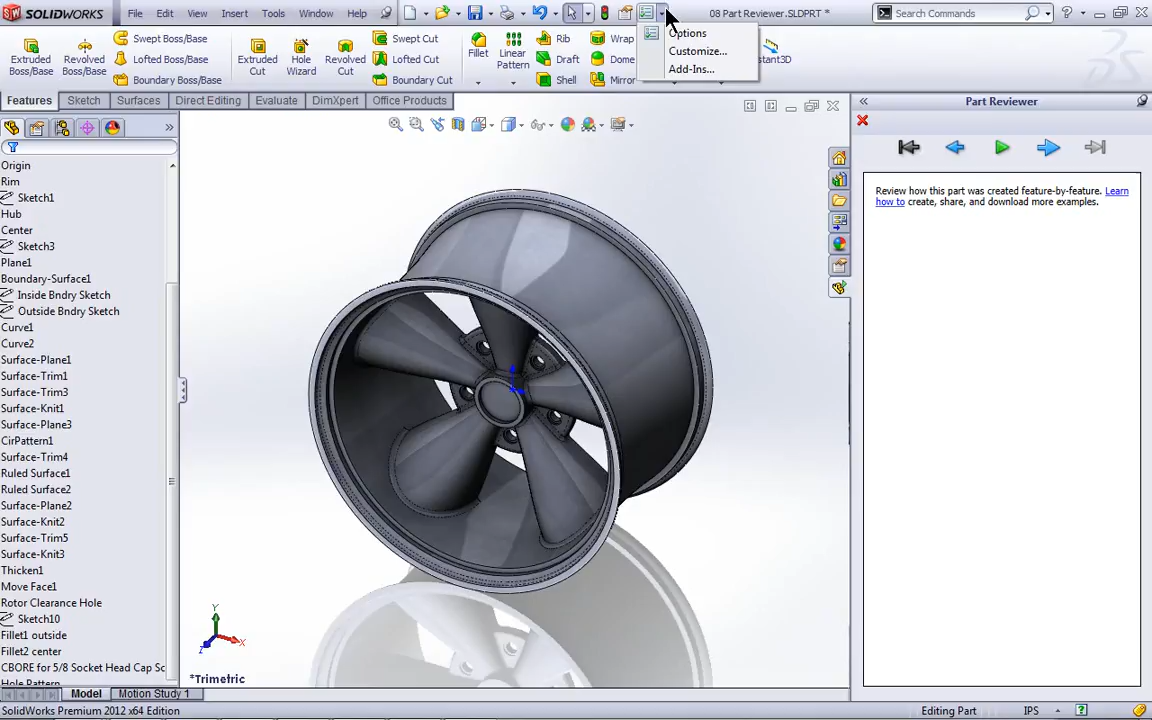 SOLIDWORKS
File
Edit
View
Insert
Tools
Window
Help
08 Part Reviewer.SLDPRT *
Search Commands
Options
Customize...
Add-Ins...
Extruded Boss/Base
Revolved Boss/Base
Swept Boss/Base
Lofted Boss/Base
Boundary Boss/Base
Extruded Cut
Hole Wizard
Revolved Cut
Swept Cut
Lofted Cut
Boundary Cut
Fillet
Linear Pattern
Rib
Draft
Shell
Wrap
Dome
Mirror
Features
Sketch
Surfaces
Direct Editing
Evaluate
DimXpert
Office Products
Origin
Rim
Sketch1
Hub
Center
Sketch3
Plane1
Boundary-Surface1
Inside Bndry Sketch
Outside Bndry Sketch
Curve1
Curve2
Surface-Plane1
Surface-Trim1
Surface-Trim3
Surface-Knit1
Surface-Plane3
CirPattern1
Surface-Trim4
Ruled Surface1
Ruled Surface2
Surface-Plane2
Surface-Knit2
Surface-Trim5
Surface-Knit3
Thicken1
Move Face1
Rotor Clearance Hole
Sketch10
Fillet1 outside
Fillet2 center
CBORE for 5/8 Socket Head Cap Sc
Hole Pattern
Y
X
Z
*Trimetric
Model
Motion Study 1
Part Reviewer
Review how this part was created feature-by-feature. Learn
how to create, share, and download more examples.
SolidWorks Premium 2012 x64 Edition
Editing Part
IPS